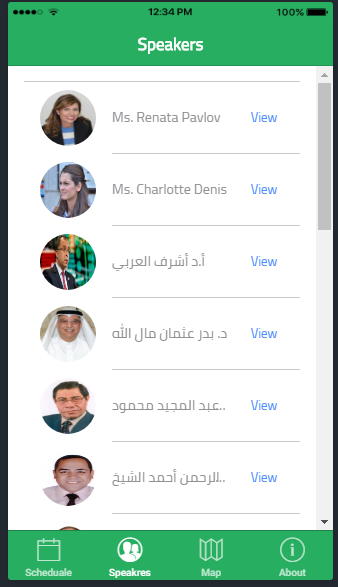 12:34 PM
100%
Speakers
Ms. Renata Pavlov
View
Ms. Charlotte Denis
View
أ.د أشرف العربي
View
د. بدر عثمان مال الله
View
عبد المجيد محمود..
View
الرحمن أحمد الشيخ..
View
Scheduale
Speakres
Map
About